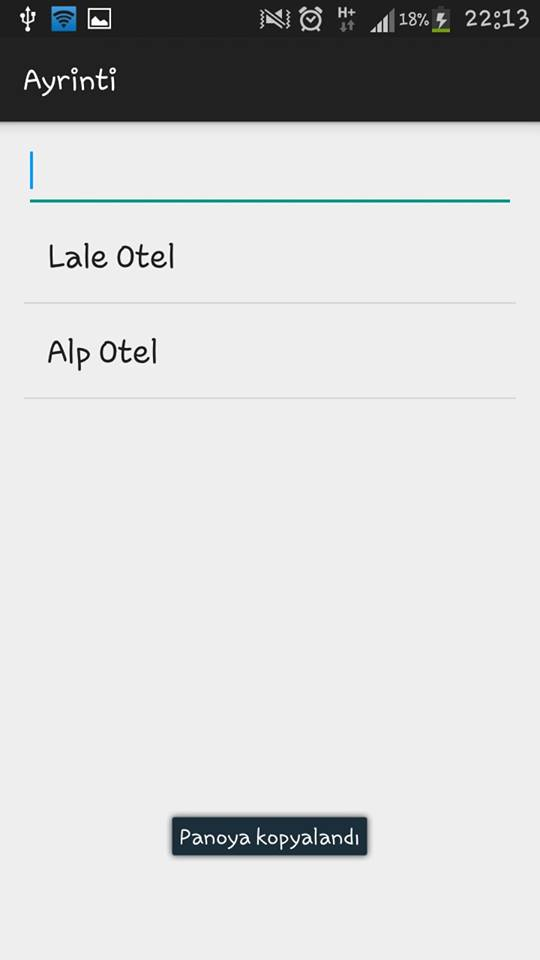 H+ 18% 22:13
Ayrinti
Lale Otel
Alp Otel
Panoya kopyalandı